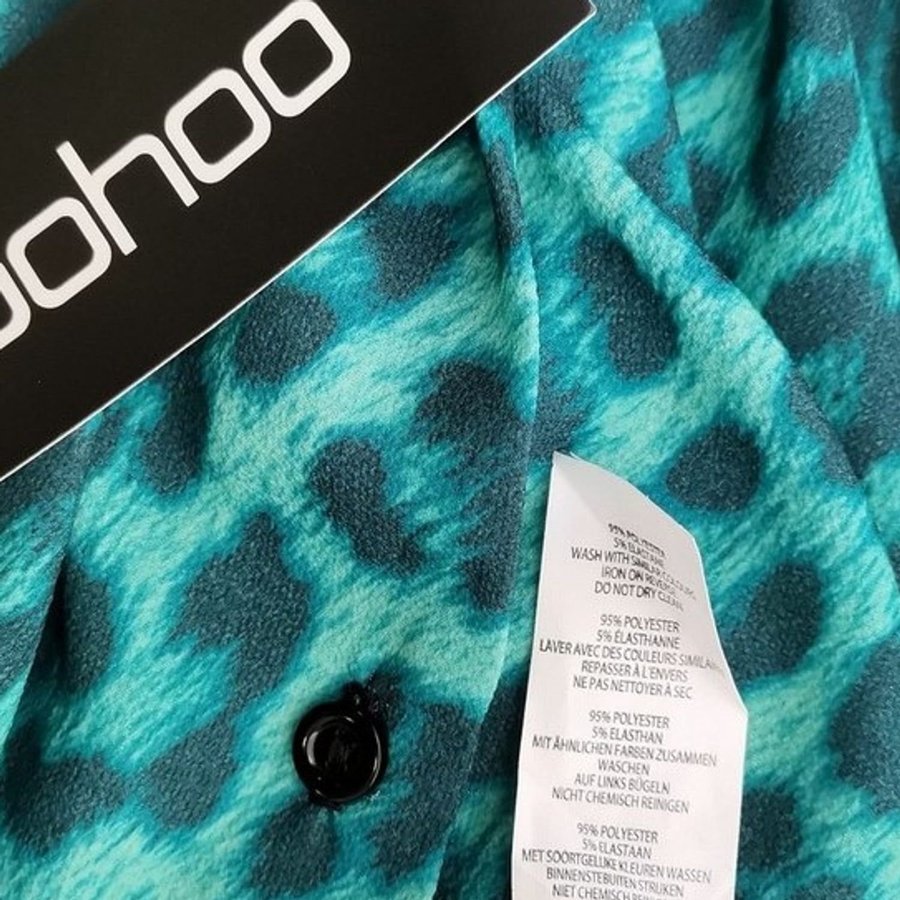 oohoo
95% POLYESTER
5% ELASTANE
WASH WITH SIMILAR COLOURS
IRON ON REVERSE
DO NOT DRY CLEAN
95% POLYESTER
5% ÉLASTHANNE
LAVER AVEC DES COULEURS SIMILAIR
REPASSER À L'ENVERS
NE PAS NETTOYER À SEC
95% POLYESTER
5% ELASTHAN
MIT ÄHNLICHEN FARBEN ZUSAMMEN
WASCHEN
AUF LINKS BÜGELN
NICHT CHEMISCH REINIGEN
95% POLYESTER
5% ELASTAAN
MET SOORTGELIJKE KLEUREN WASSEN
BINNENSTEBUITEN STRIJKEN
NIET CHEMISCH REINIGEN